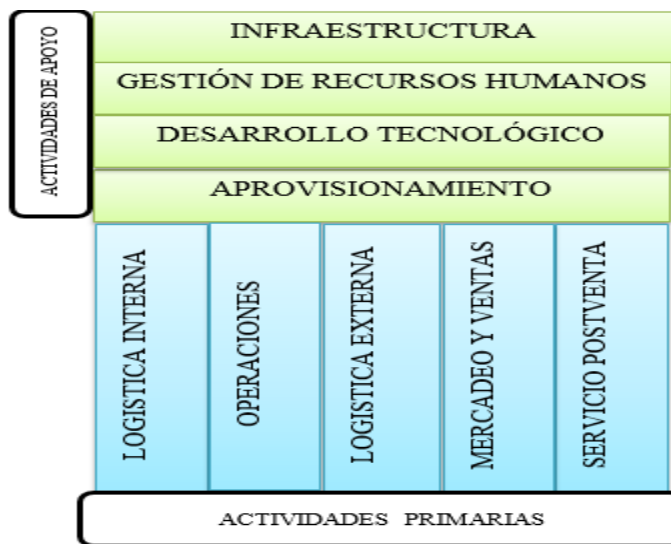 ACTIVIDADES DE APOYO
INFRAESTRUCTURA
GESTIÓN DE RECURSOS HUMANOS
DESARROLLO TECNOLÓGICO
APROVISIONAMIENTO
LOGISTICA INTERNA
OPERACIONES
LOGISTICA EXTERNA
MERCADEO Y VENTAS
SERVICIO POSTVENTA
ACTIVIDADES PRIMARIAS